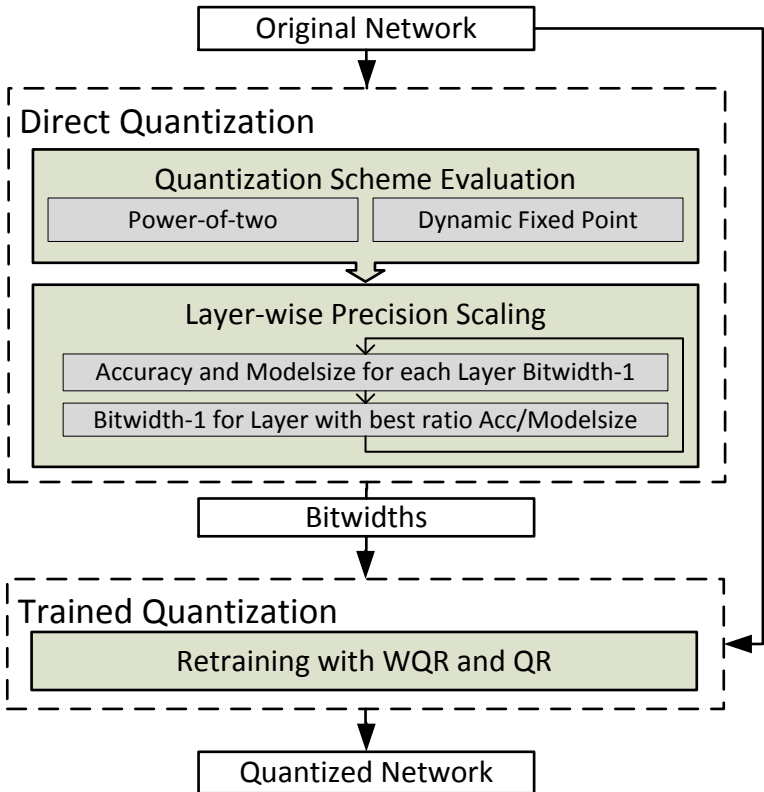 Original Network
Direct Quantization
Quantization Scheme Evaluation
Power-of-two
Dynamic Fixed Point
Layer-wise Precision Scaling
Accuracy and Modelsize for each Layer Bitwidth-1
Bitwidth-1 for Layer with best ratio Acc/Modelsize
Bitwidths
Trained Quantization
Retraining with WQR and QR
Quantized Network